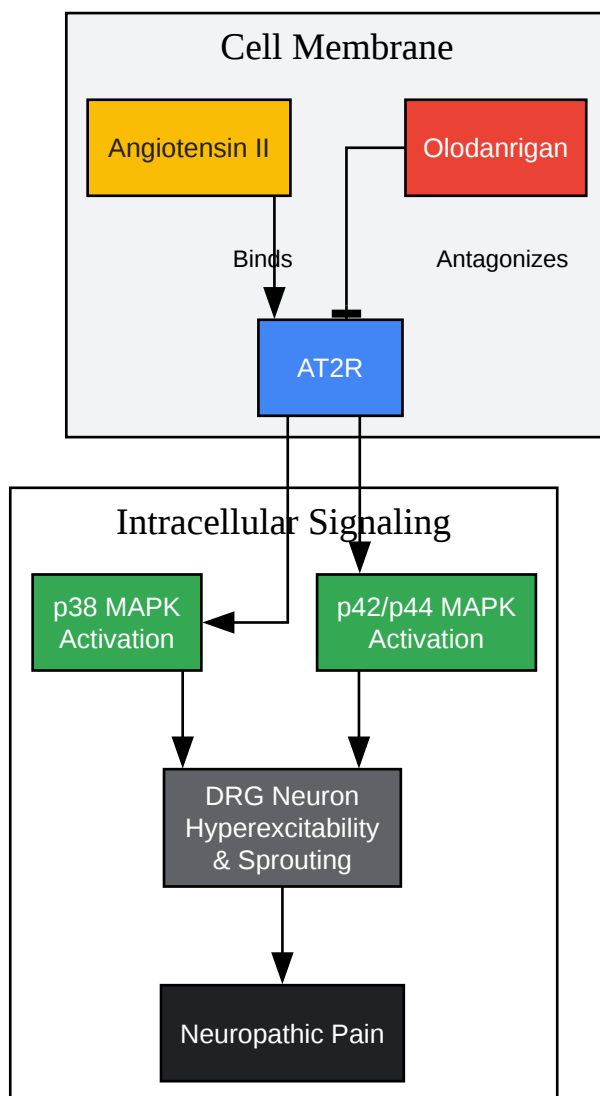 Cell Membrane
Angiotensin II
Olodanrigan
Binds
Antagonizes
AT2R
Intracellular Signaling
p38 MAPK
Activation
p42/p44 MAPK
Activation
DRG Neuron
Hyperexcitability
& Sprouting
Neuropathic Pain